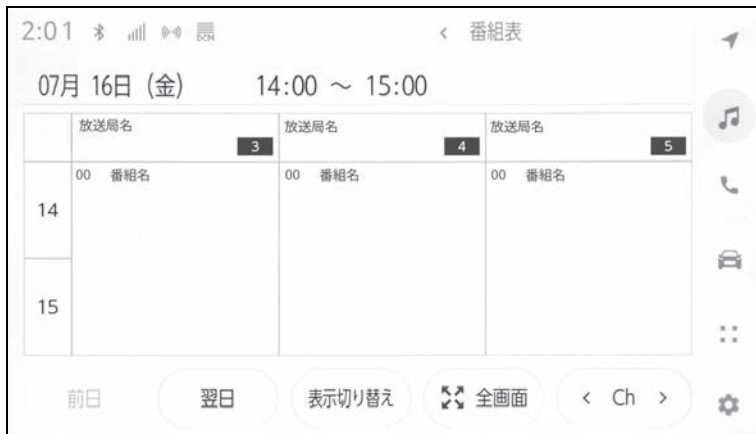 2:01
番組表
07月 16日 (金) 14:00 ～ 15:00
放送局名 3 放送局名 4 放送局名 5
00 番組名 00 番組名 00 番組名
14
15
前日 翌日 表示切り替え 全画面 < Ch >